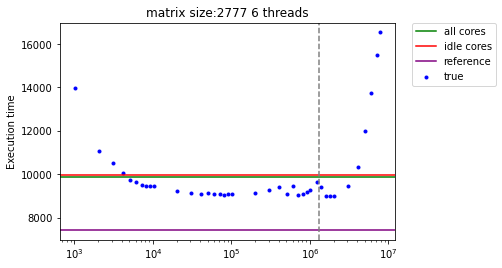 matrix size:2777 6 threads
Execution time
16000
14000
12000
10000
8000
10³
10⁴
10⁵
10⁶
10⁷
all cores
idle cores
reference
true